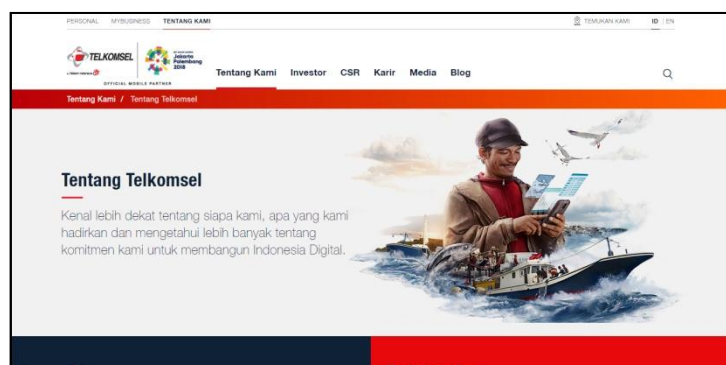 PERSONAL MYBUSINESS TENTANG KAMI TEMUKAN KAMI ID | EN
TELKOMSEL
Jakarta
Palembang
2018
OFFICIAL MOBILE PARTNER
Tentang Kami Investor CSR Karir Media Blog
Tentang Kami / Tentang Telkomsel
Tentang Telkomsel
Kenal lebih dekat tentang siapa kami, apa yang kami
hadirkan dan mengetahui lebih banyak tentang
komitmen kami untuk membangun Indonesia Digital.